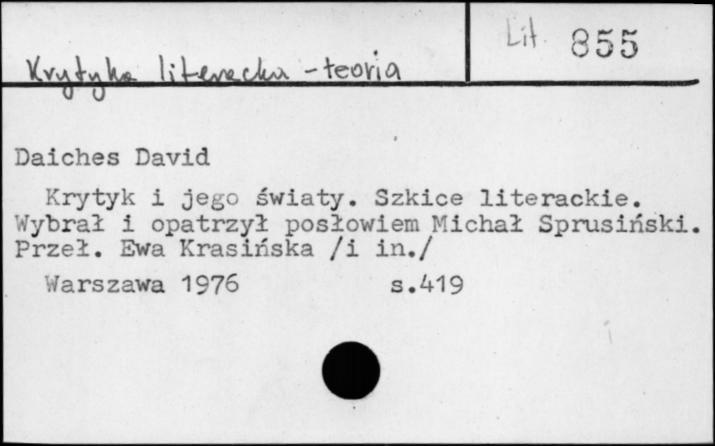 Lit 855
Krytyka literacka - teoria
Daiches David
Krytyk i jego światy. Szkice literackie.
Wybrał i opatrzył posłowiem Michał Sprusiński.
Przeł. Ewa Krasińska /i in./
Warszawa 1976 s.419